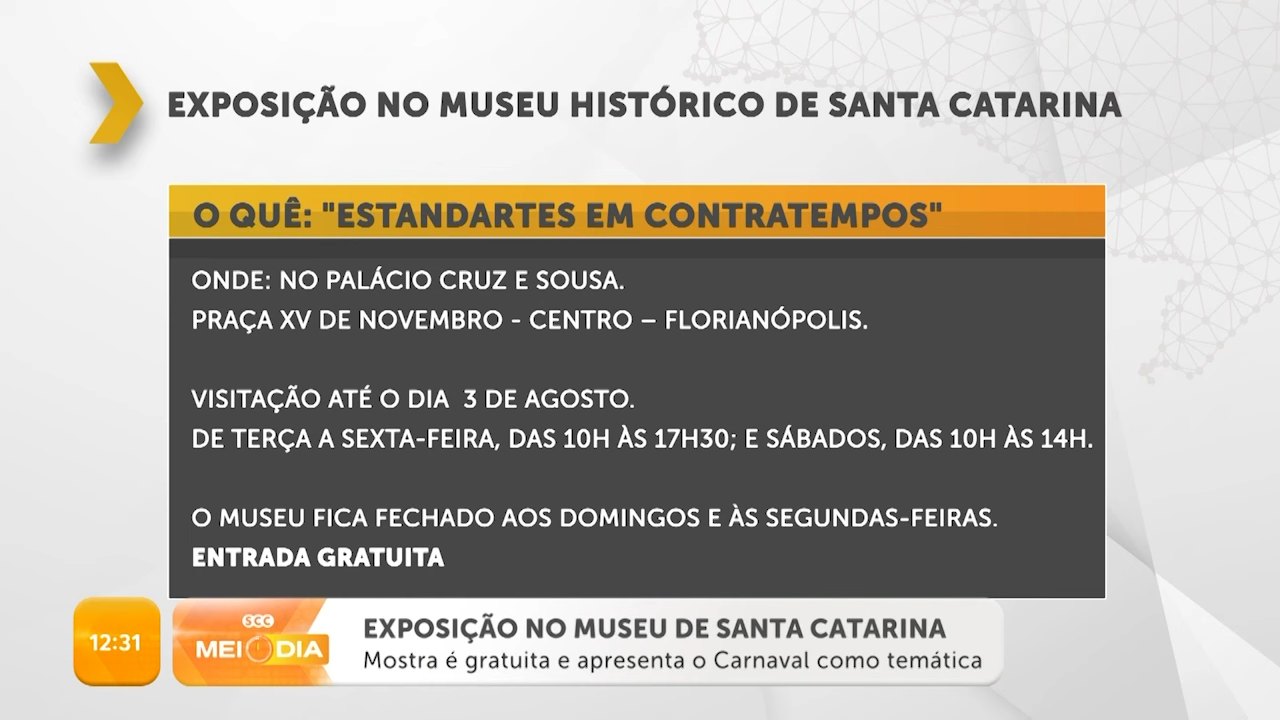 EXPOSIÇÃO NO MUSEU HISTÓRICO DE SANTA CATARINA
O QUÊ: "ESTANDARTES EM CONTRATEMPOS"
ONDE: NO PALÁCIO CRUZ E SOUSA.
PRAÇA XV DE NOVEMBRO - CENTRO – FLORIANÓPOLIS.
VISITAÇÃO ATÉ O DIA 3 DE AGOSTO.
DE TERÇA A SEXTA-FEIRA, DAS 10H ÀS 17H30; E SÁBADOS, DAS 10H ÀS 14H.
O MUSEU FICA FECHADO AOS DOMINGOS E ÀS SEGUNDAS-FEIRAS.
ENTRADA GRATUITA
12:31
SCC
MEIO DIA
EXPOSIÇÃO NO MUSEU DE SANTA CATARINA
Mostra é gratuita e apresenta o Carnaval como temática